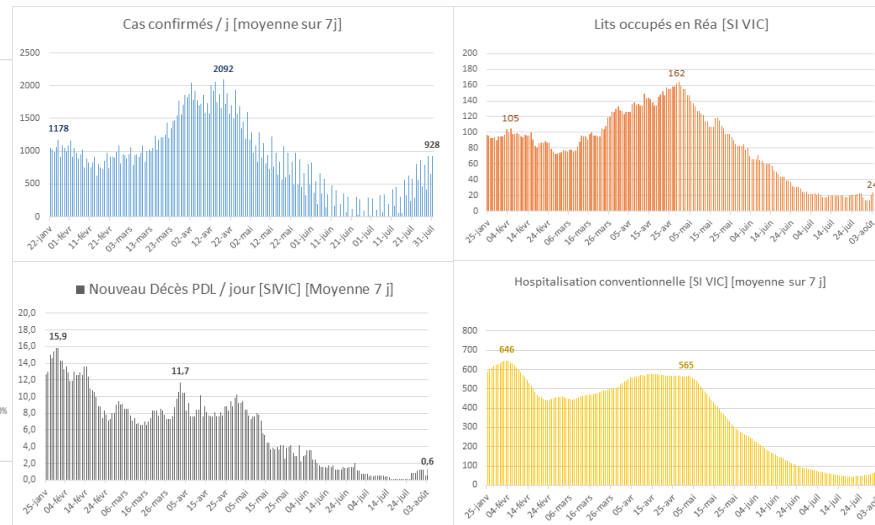 Cas confirmés / j [moyenne sur 7j]
2500
2000
1500
1000
500
0
1178
2092
928
22-janv
01-févr
11-févr
21-févr
03-mars
13-mars
23-mars
02-avr
12-avr
22-avr
02-mai
12-mai
22-mai
01-juin
11-juin
21-juin
01-juil
11-juil
21-juil
31-juil
Lits occupés en Réa [SI VIC]
200
180
160
140
120
100
80
60
40
20
0
105
162
24
25-janv
04-févr
14-févr
24-févr
06-mars
16-mars
26-mars
05-avr
15-avr
25-avr
05-mai
15-mai
25-mai
04-juin
14-juin
24-juin
04-juil
14-juil
24-juil
03-août
Nouveau Décès PDL / jour [SIVIC] [Moyenne 7 j]
20,0
18,0
16,0
14,0
12,0
10,0
8,0
6,0
4,0
2,0
0,0
15,9
11,7
0,6
25-janv
04-févr
14-févr
24-févr
06-mars
16-mars
26-mars
05-avr
15-avr
25-avr
05-mai
15-mai
25-mai
04-juin
14-juin
24-juin
04-juil
14-juil
24-juil
03-août
Hospitalisation conventionnelle [SI VIC] [moyenne sur 7 j]
800
700
600
500
400
300
200
100
0
646
565
25-janv
04-févr
14-févr
24-févr
06-mars
16-mars
26-mars
05-avr
15-avr
25-avr
05-mai
15-mai
25-mai
04-juin
14-juin
24-juin
04-juil
14-juil
24-juil
03-août